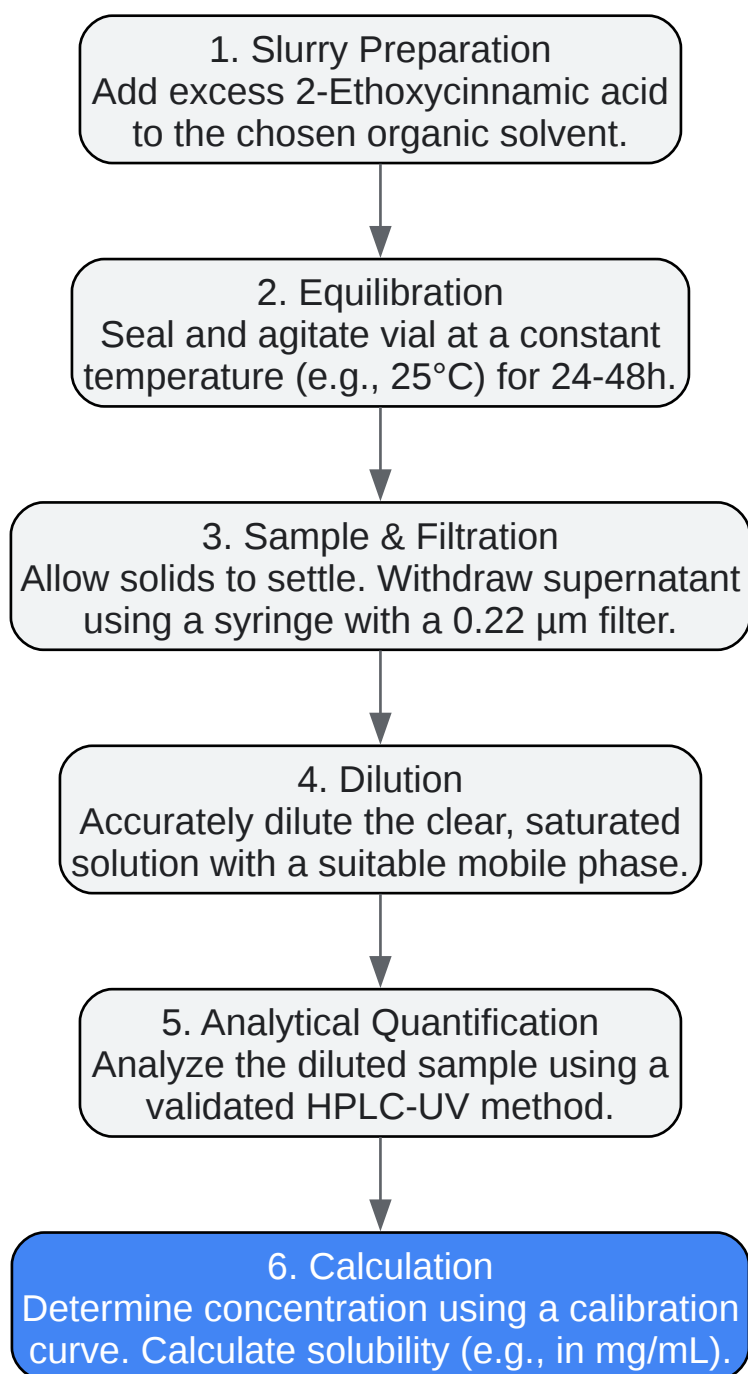 1. Slurry Preparation
Add excess 2-Ethoxycinnamic acid
to the chosen organic solvent.
2. Equilibration
Seal and agitate vial at a constant
temperature (e.g., 25°C) for 24-48h.
3. Sample & Filtration
Allow solids to settle. Withdraw supernatant
using a syringe with a 0.22 µm filter.
4. Dilution
Accurately dilute the clear, saturated
solution with a suitable mobile phase.
5. Analytical Quantification
Analyze the diluted sample using a
validated HPLC-UV method.
6. Calculation
Determine concentration using a calibration
curve. Calculate solubility (e.g., in mg/mL).